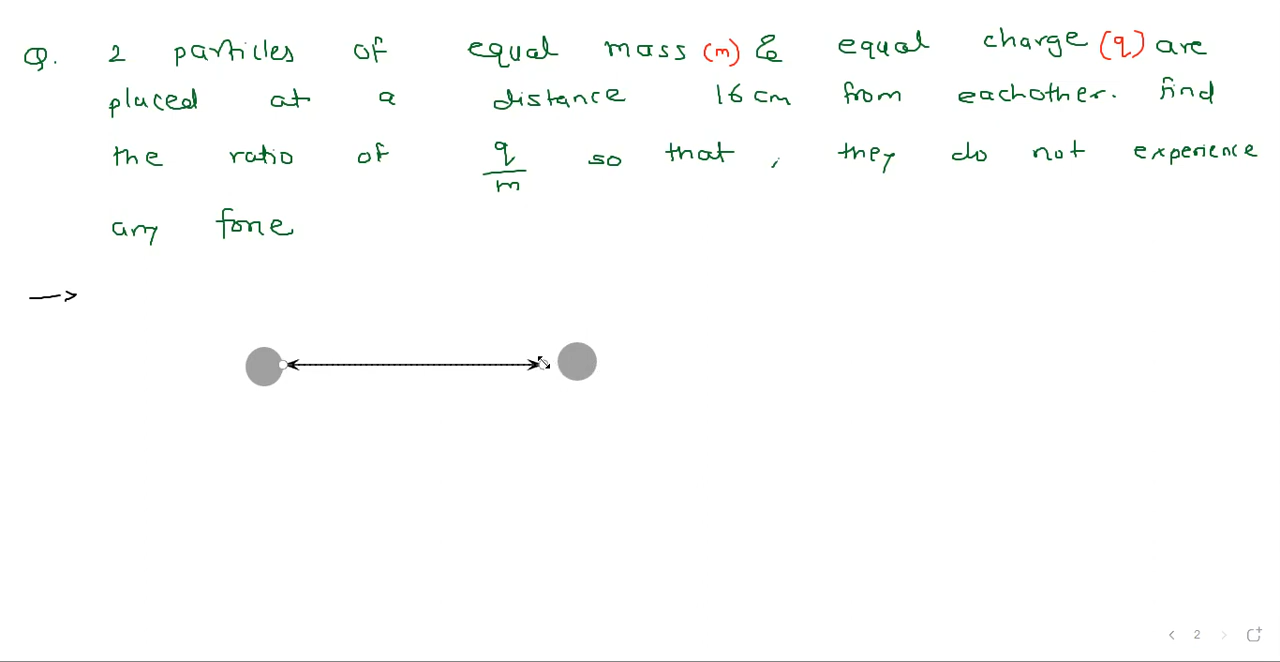 Q. 2 particles of equal mass (m) & equal charge (q) are
placed at a distance 16 cm from eachother. find
the ratio of q/m so that, they do not experience
any force
2